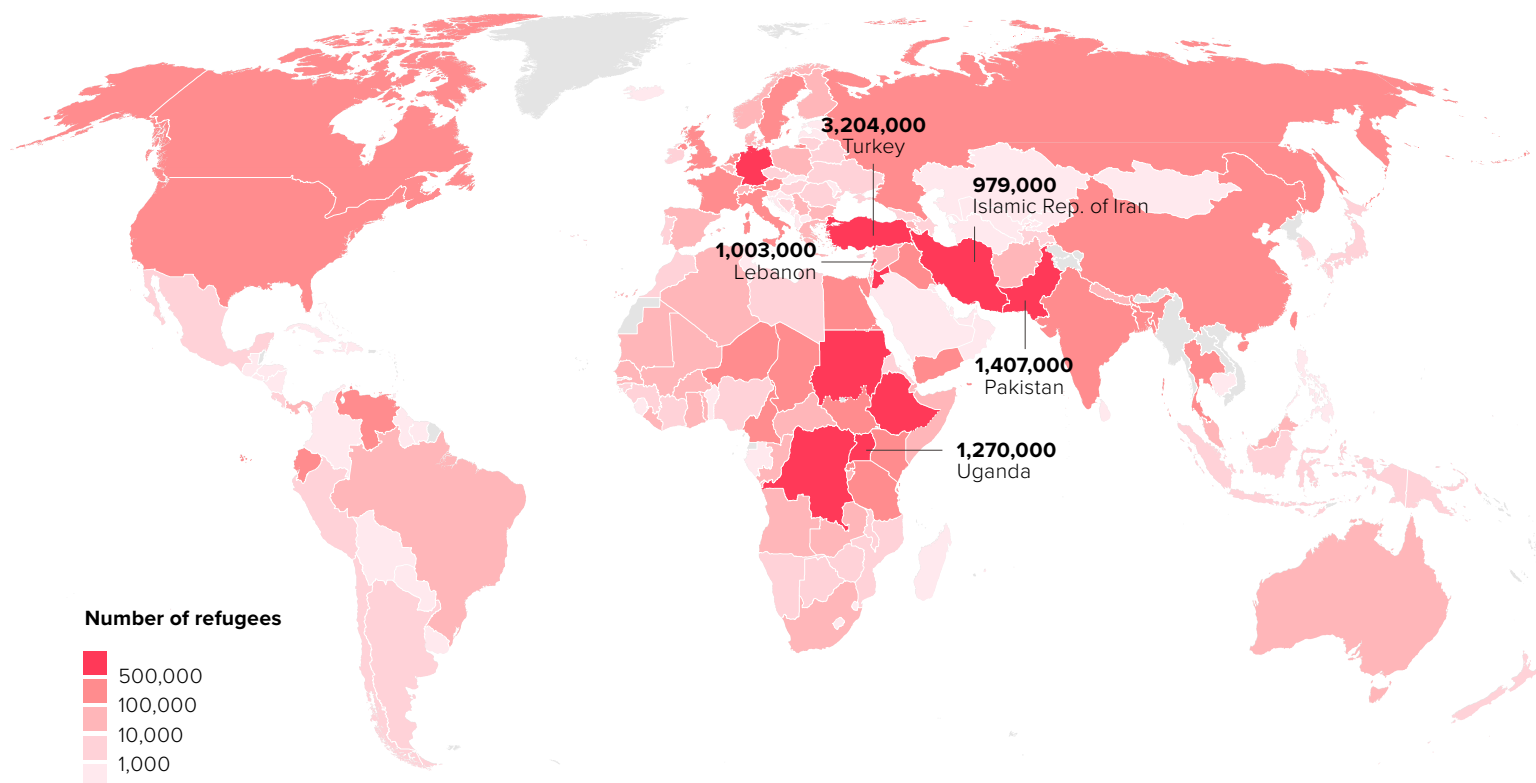 3,204,000
Turkey
979,000
Islamic Rep. of Iran
1,003,000
Lebanon
1,407,000
Pakistan
1,270,000
Uganda
Number of refugees
500,000
100,000
10,000
1,000